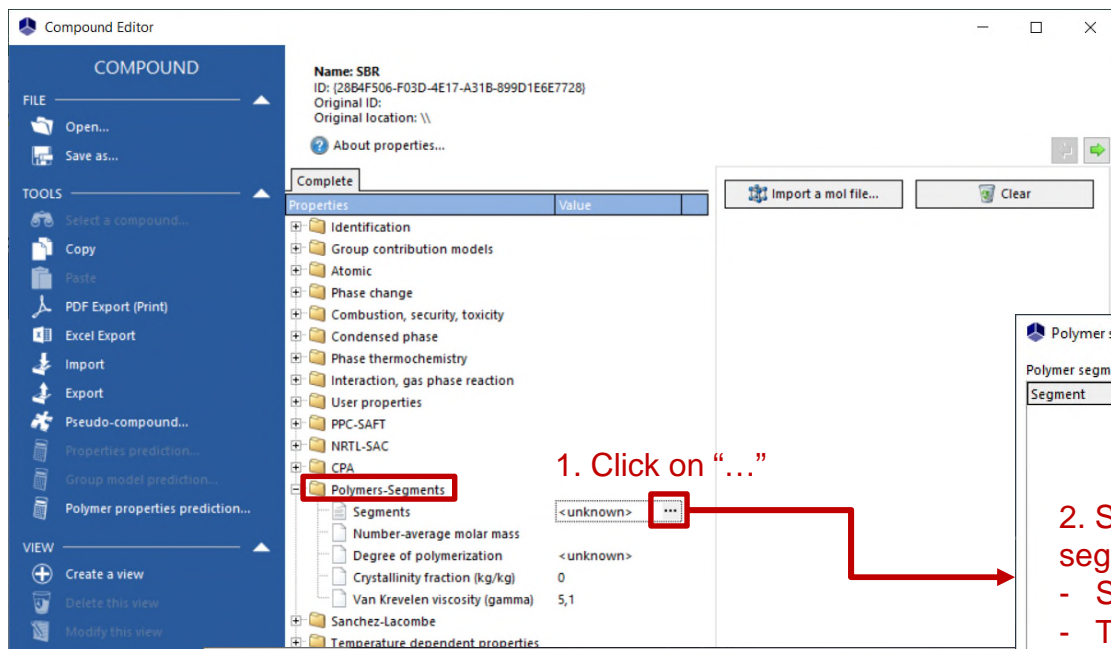 Compound Editor
COMPOUND
FILE
Open...
Save as...
TOOLS
Select a compound...
Copy
Paste
PDF Export (Print)
Excel Export
Import
Export
Pseudo-compound...
Properties prediction...
Group model prediction...
Polymer properties prediction...
VIEW
Create a view
Delete this view
Modify this view
Name: SBR
ID: {28B4F506-F03D-4E17-A31B-899D1E6E7728}
Original ID:
Original location: \\
About properties...
Complete
Properties Value
Identification
Group contribution models
Atomic
Phase change
Combustion, security, toxicity
Condensed phase
Phase thermochemistry
Interaction, gas phase reaction
User properties
PPC-SAFT
NRTL-SAC
CPA
Polymers-Segments
Segments <unknown> ...
Number-average molar mass
Degree of polymerization <unknown>
Crystallinity fraction (kg/kg) 0
Van Krevelen viscosity (gamma) 5,1
Sanchez-Lacombe
Temperature dependent properties
1. Click on “…”
Import a mol file... Clear
Polymer s
Polymer segm
Segment
2. S
seg
- S
- T